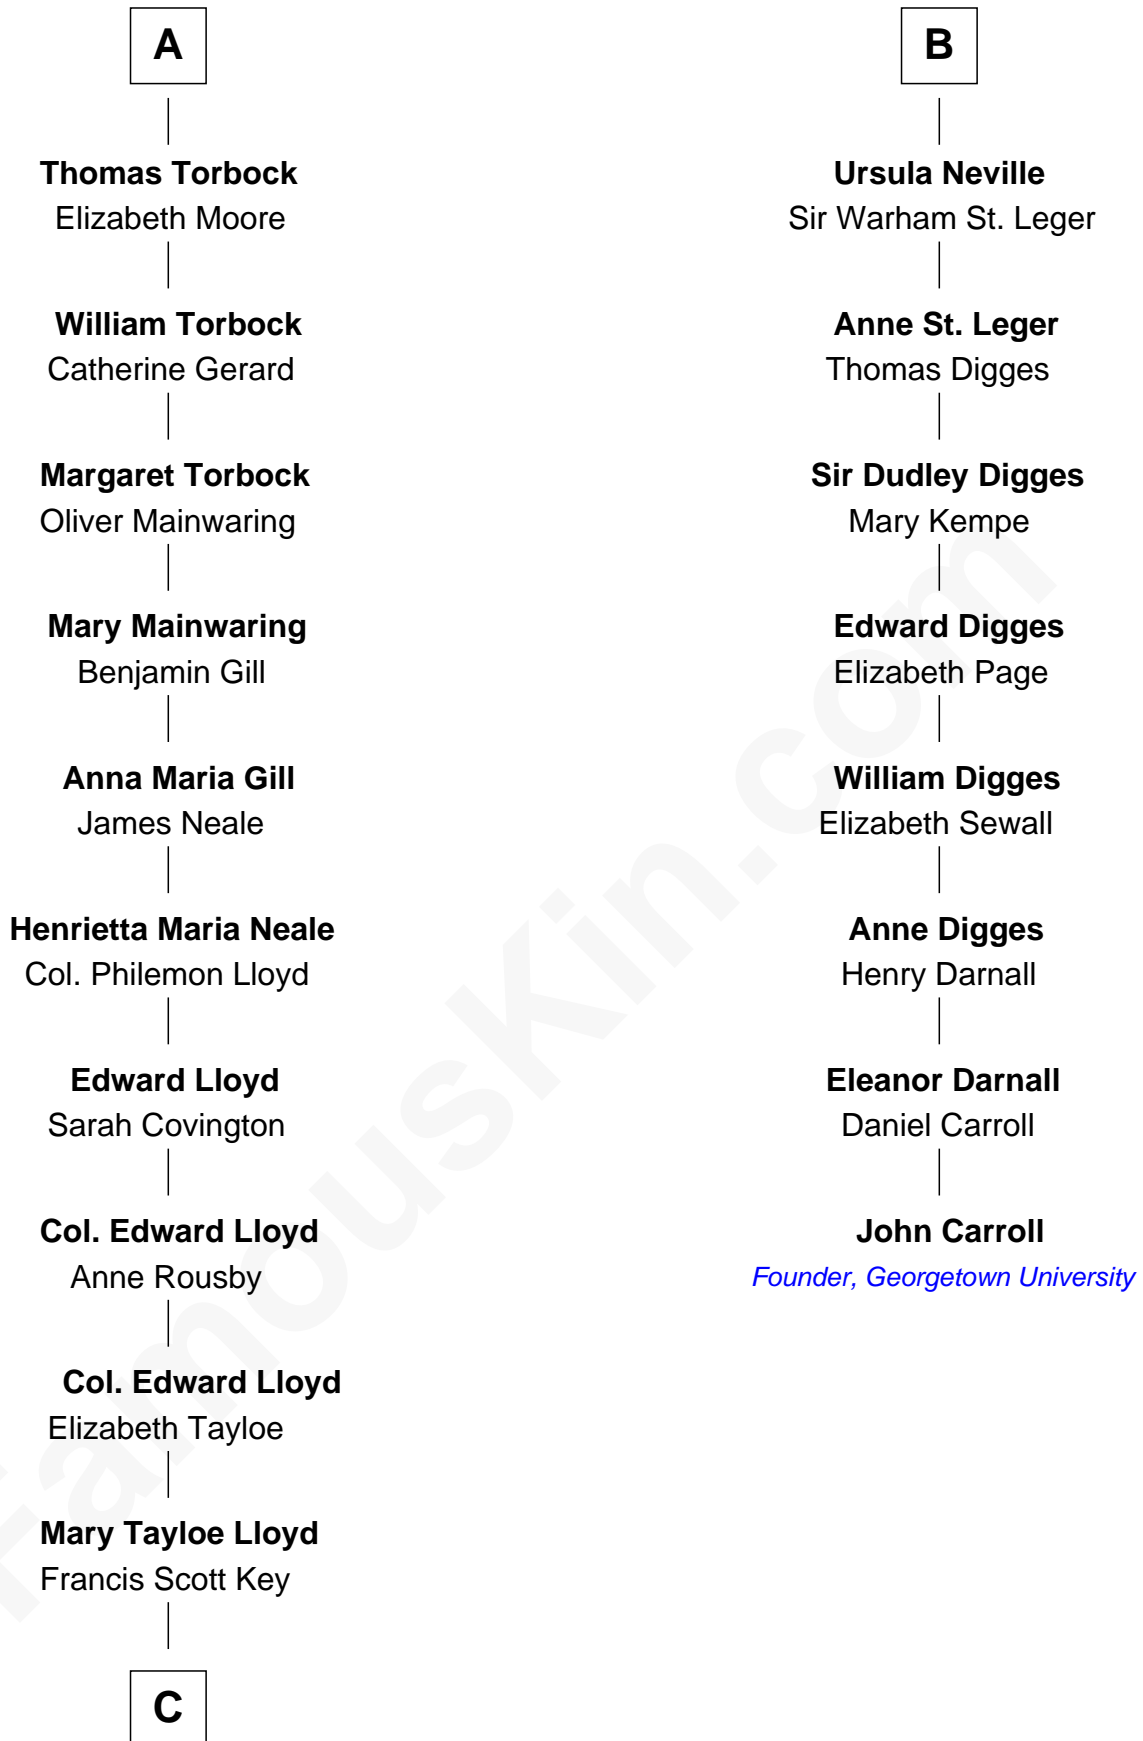 A
Thomas Torbock
Elizabeth Moore
William Torbock
Catherine Gerard
Margaret Torbock
Oliver Mainwaring
Mary Mainwaring
Benjamin Gill
Anna Maria Gill
James Neale
Henrietta Maria Neale
Col. Philemon Lloyd
Edward Lloyd
Sarah Covington
Col. Edward Lloyd
Anne Rousby
Col. Edward Lloyd
Elizabeth Tayloe
Mary Tayloe Lloyd
Francis Scott Key
C
B
Ursula Neville
Sir Warham St. Leger
Anne St. Leger
Thomas Digges
Sir Dudley Digges
Mary Kempe
Edward Digges
Elizabeth Page
William Digges
Elizabeth Sewall
Anne Digges
Henry Darnall
Eleanor Darnall
Daniel Carroll
John Carroll
Founder, Georgetown University
FamousKin.com